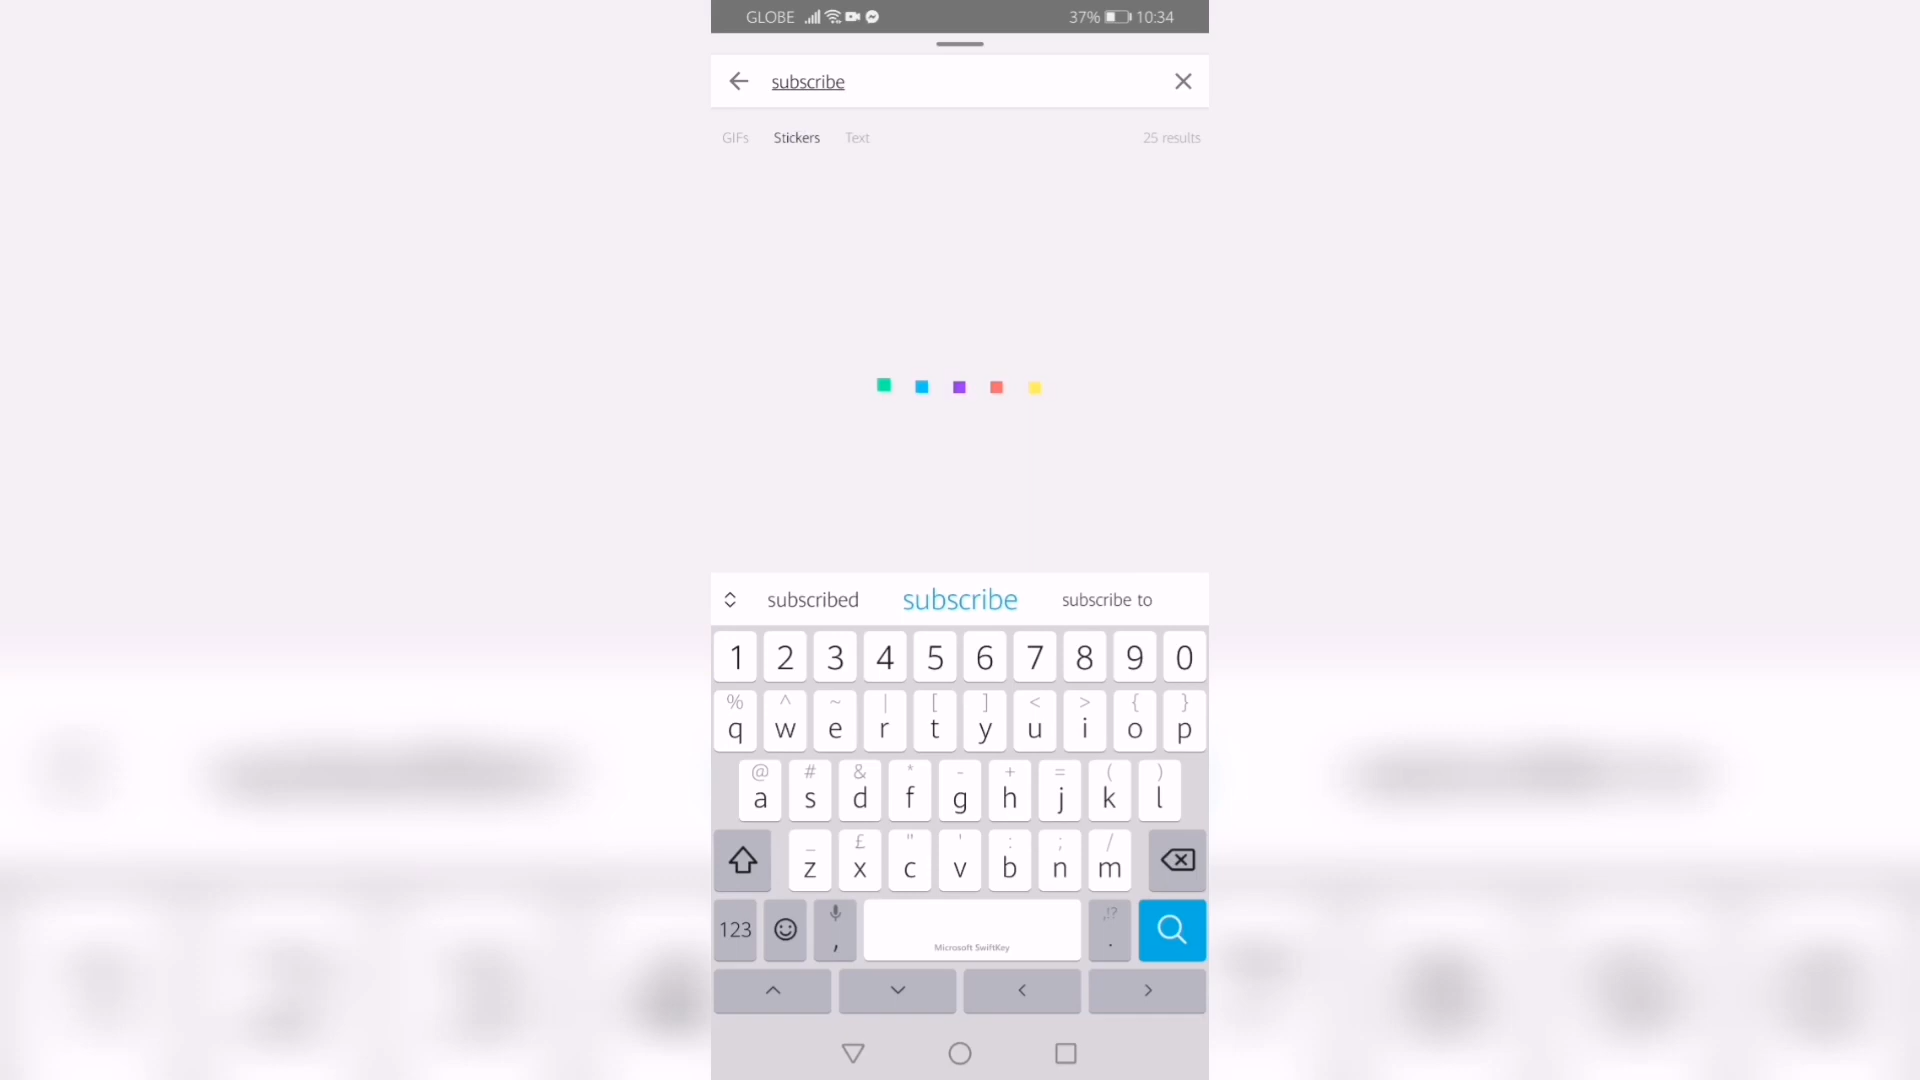 GLOBE 37% 10:34
subscribe
GIFs Stickers Text 25 results
subscribed subscribe subscribe to
1 2 3 4 5 6 7 8 9 0
% ^ ~ | [ ] < > { }
q w e r t y u i o p
@ # & * - + = ( )
a s d f g h j k l
_ £ " ' : ; /
z x c v b n m
123 , ,!? .
Microsoft SwiftKey